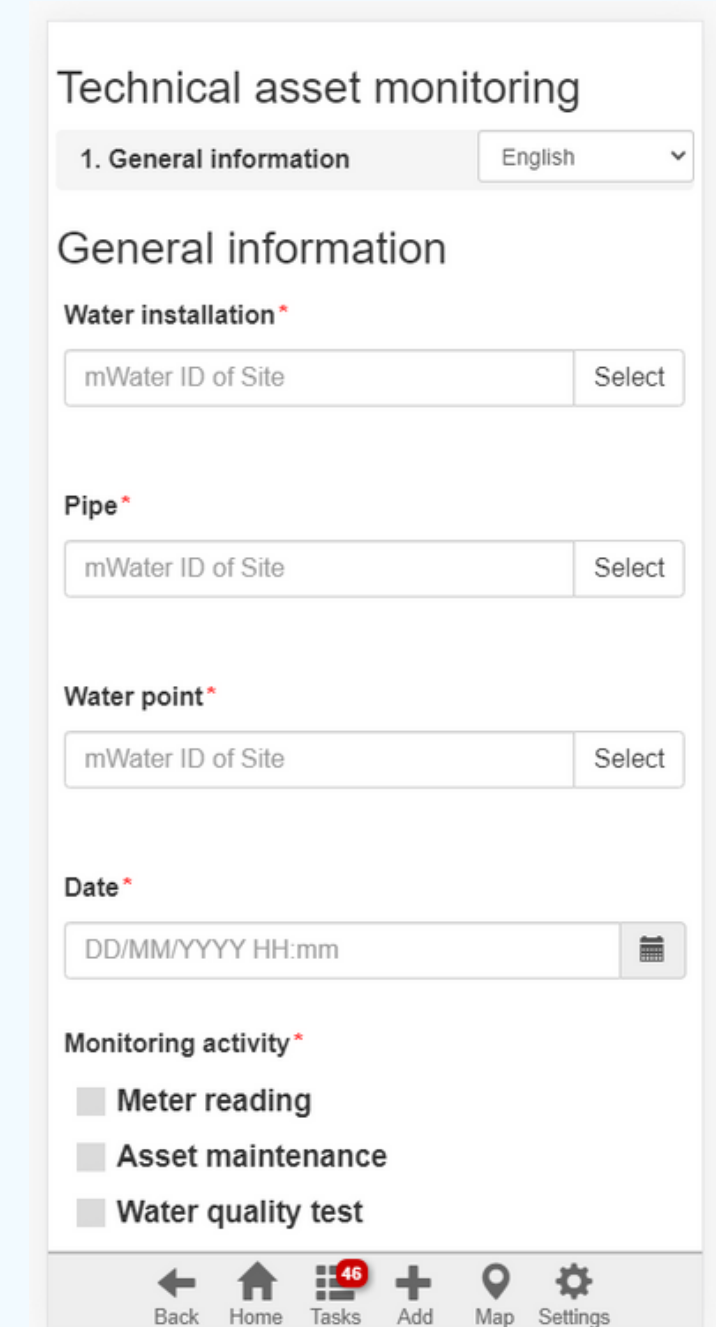 Technical asset monitoring
1. General information English
General information
Water installation*
mWater ID of Site Select
Pipe*
mWater ID of Site Select
Water point*
mWater ID of Site Select
Date*
DD/MM/YYYY HH:mm
Monitoring activity*
Meter reading
Asset maintenance
Water quality test
46
Back Home Tasks Add Map Settings